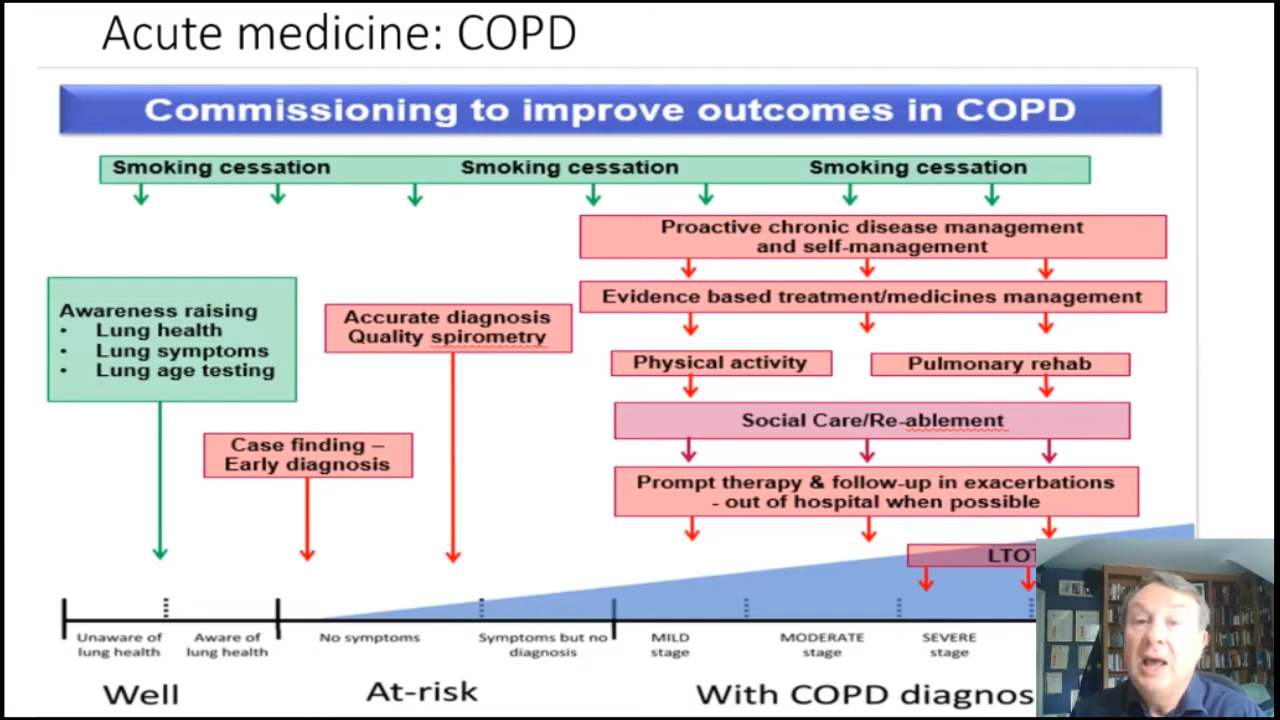 Acute medicine: COPD
Commissioning to improve outcomes in COPD
Smoking cessation Smoking cessation Smoking cessation
Proactive chronic disease management
and self-management
Evidence based treatment/medicines management
Awareness raising
• Lung health
• Lung symptoms
• Lung age testing
Accurate diagnosis
Quality spirometry
Physical activity
Pulmonary rehab
Social Care/Re-ablement
Case finding –
Early diagnosis
Prompt therapy & follow-up in exacerbations
- out of hospital when possible
LTOT
Unaware of
lung health
Aware of
lung health
No symptoms
Symptoms but no
diagnosis
MILD
stage
MODERATE
stage
SEVERE
stage
Well
At-risk
With COPD diagnos